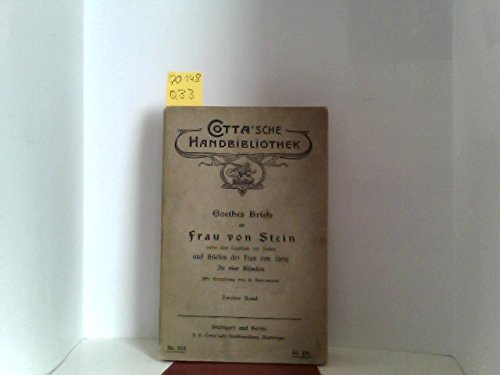 70148
Q33
COTTA'SCHE
HANDBIBLIOTHEK
Goethes Briefe
an
Frau von Stein
und Briefen der Frau von Stein
In vier Bänden
Zweiter Band
Stuttgart und Berlin